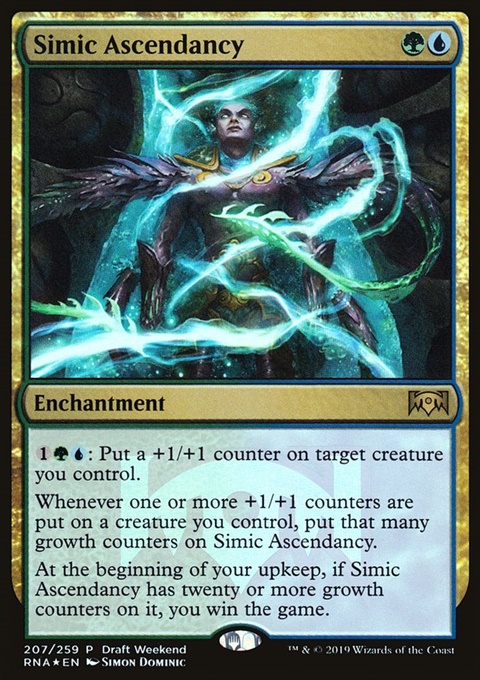 Simic Ascendancy
Enchantment
1: Put a +1/+1 counter on target creature
you control.
Whenever one or more +1/+1 counters are
put on a creature you control, put that many
growth counters on Simic Ascendancy.
At the beginning of your upkeep, if Simic
Ascendancy has twenty or more growth
counters on it, you win the game.
207/259 P Draft Weekend
RNA★EN Simon Dominic
™ & © 2019 Wizards of the Coast